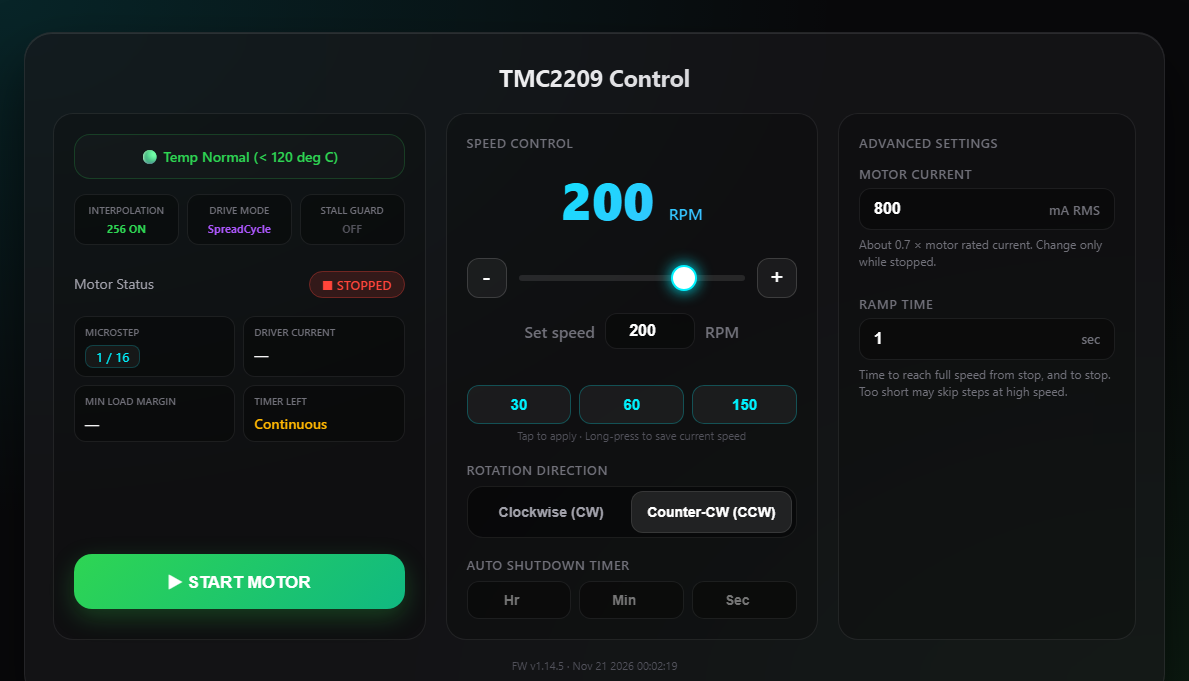 TMC2209 Control
Temp Normal (< 120 deg C)
INTERPOLATION
256 ON
DRIVE MODE
SpreadCycle
STALL GUARD
OFF
Motor Status
■ STOPPED
MICROSTEP
1 / 16
DRIVER CURRENT
—
MIN LOAD MARGIN
—
TIMER LEFT
Continuous
▶ START MOTOR
SPEED CONTROL
200 RPM
-
+
Set speed 200 RPM
30
60
150
Tap to apply · Long-press to save current speed
ROTATION DIRECTION
Clockwise (CW)
Counter-CW (CCW)
AUTO SHUTDOWN TIMER
Hr
Min
Sec
ADVANCED SETTINGS
MOTOR CURRENT
800 mA RMS
About 0.7 × motor rated current. Change only
while stopped.
RAMP TIME
1 sec
Time to reach full speed from stop, and to stop.
Too short may skip steps at high speed.
FW v1.14.5 · Nov 21 2026 00:02:19